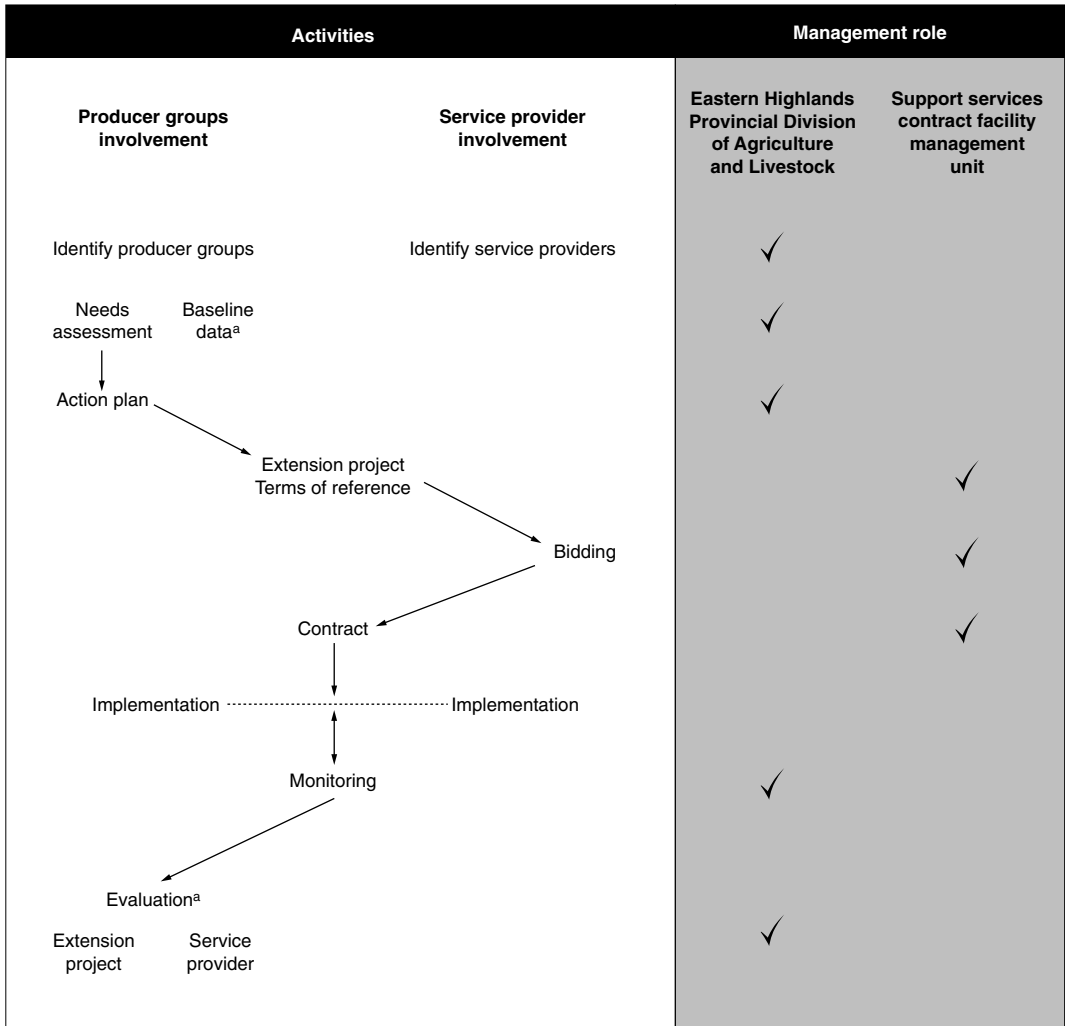 Activities
Management role
Producer groups
involvement
Service provider
involvement
Eastern Highlands
Provincial Division
of Agriculture
and Livestock
Support services
contract facility
management
unit
Identify producer groups
Identify service providers
Needs
assessment
Baseline
dataᵃ
Action plan
Extension project
Terms of reference
Bidding
Contract
Implementation
Implementation
Monitoring
Evaluationᵃ
Extension
project
Service
provider